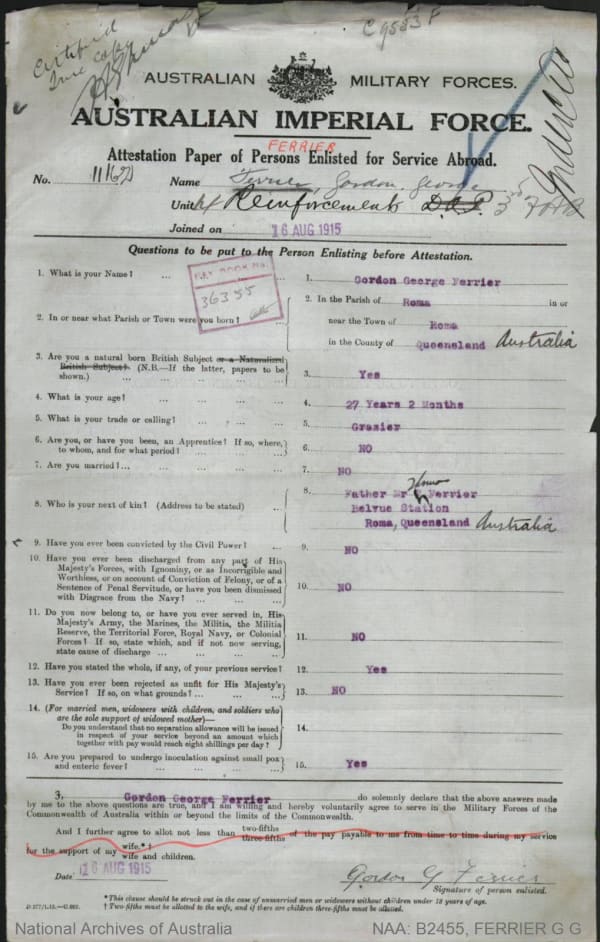 Certified
true copy
C9583F
AUSTRALIAN MILITARY FORCES.
AUSTRALIAN IMPERIAL FORCE.
FERRIER
Attestation Paper of Persons Enlisted for Service Abroad.
No. Name Ferrier, Gordon George
Unit Reinforcements D.A.P. 3rd FAB
Joined on 16 AUG 1915
Questions to be put to the Person Enlisting before Attestation.
PAY BOOK No.
36355
1. What is your Name? ... ... 1. Gordon George Ferrier
2. In or near what Parish or Town were you born? ... 2. In the Parish of Roma in or
near the Town of Roma
in the County of Queensland Australia
3. Are you a natural born British Subject or a Naturalized
British Subject? (N.B.—If the latter, papers to be
shown.) ... 3. Yes
4. What is your age? ... 4. 27 Years 2 Months
5. What is your trade or calling? ... 5. Grazier
6. Are you, or have you been, an Apprentice? If so, where,
to whom, and for what period? ... 6. NO
7. Are you married? ... 7. NO
8. Who is your next of kin? (Address to be stated) ... 8. Father Mr Ferrier
Belvue Station
Roma, Queensland Australia
9. Have you ever been convicted by the Civil Power? ... 9. NO
10. Have you ever been discharged from any part of His
Majesty's Forces, with Ignominy, or as Incorrigible and
Worthless, or on account of Conviction of Felony, or of a
Sentence of Penal Servitude, or have you been dismissed
with Disgrace from the Navy? ... 10. NO
11. Do you now belong to, or have you ever served in, His
Majesty's Army, the Marines, the Militia, the Militia
Reserve, the Territorial Force, Royal Navy, or Colonial
Forces? If so, state which, and if not now serving,
state cause of discharge ... 11. NO
12. Have you stated the whole, if any, of your previous service? 12. Yes
13. Have you ever been rejected as unfit for His Majesty's
Service? If so, on what grounds? ... 13. NO
14. (For married men, widowers with children, and soldiers who
are the sole support of widowed mother)—
Do you understand that no separation allowance will be issued
in respect of your service beyond an amount which
together with pay would reach eight shillings per day? 14.
15. Are you prepared to undergo inoculation against small pox
and enteric fever? ... 15. Yes
3. Gordon George Ferrier do solemnly declare that the above answers made
by me to the above questions are true, and I am willing and hereby voluntarily agree to serve in the Military Forces of the
Commonwealth of Australia within or beyond the limits of the Commonwealth.
And I further agree to allot not less than two-fifths three-fifths of the pay payable to me from time to time during my service
for the support of my wife.* † wife and children.
Date 16 AUG 1915
Gordon G Ferrier
Signature of person enlisted.
*This clause should be struck out in the case of unmarried men or widowers without children under 18 years of age.
† Two-fifths must be allotted to the wife, and if there are children three-fifths must be allotted.
National Archives of Australia NAA: B2455, FERRIER G G